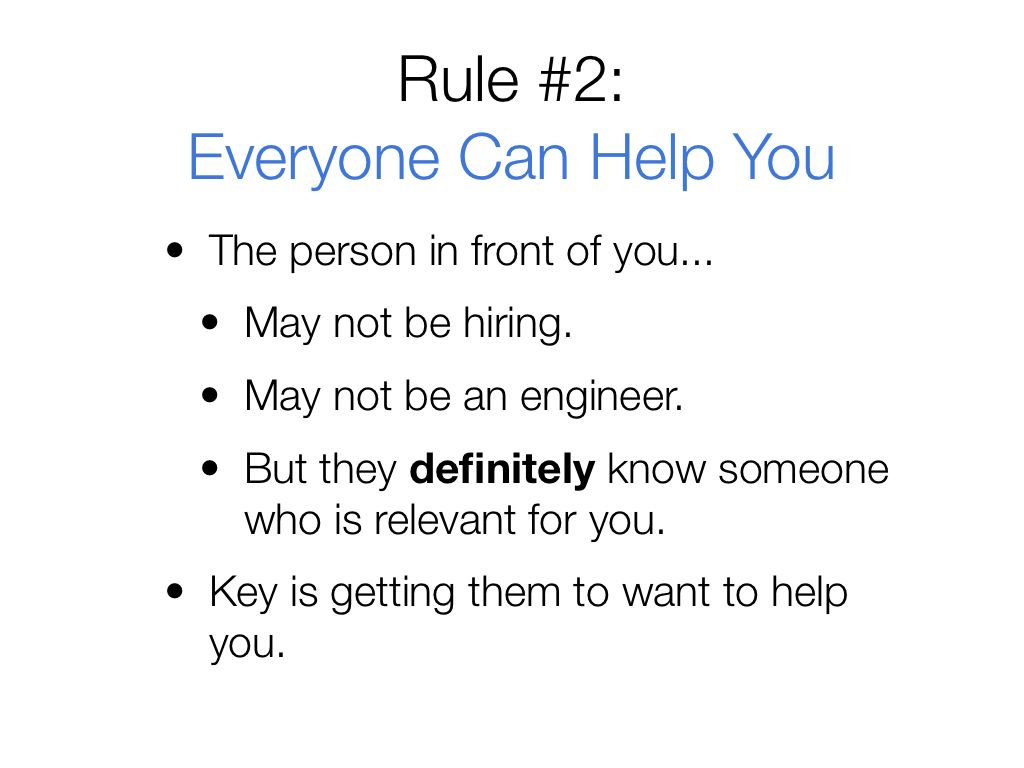 Rule #2:
Everyone Can Help You
• The person in front of you...
• May not be hiring.
• May not be an engineer.
• But they definitely know someone
who is relevant for you.
• Key is getting them to want to help
you.